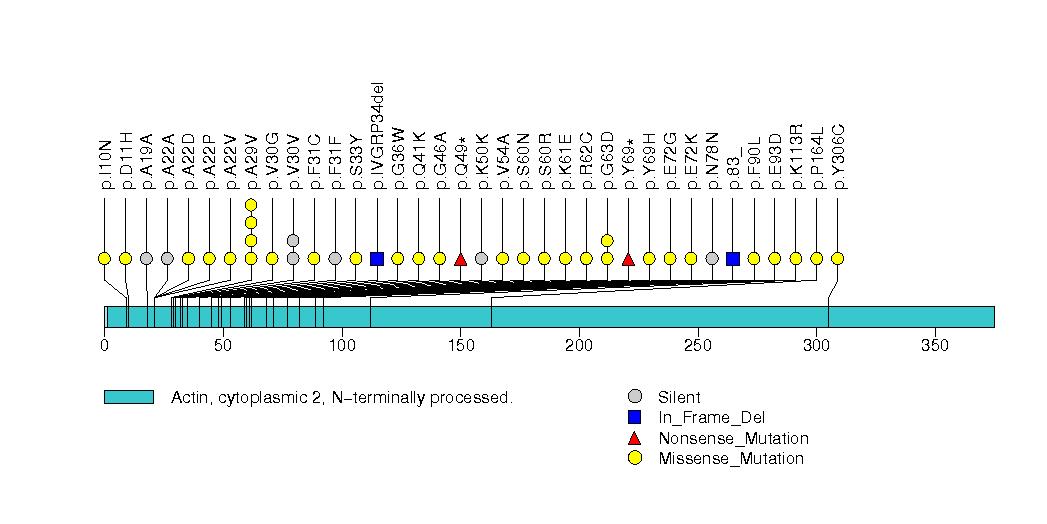 p.I10N
p.D11H
p.A19A
p.A22A
p.A22D
p.A22P
p.A22V
p.A29V
p.V30G
p.V30V
p.F31C
p.F31F
p.S33Y
p.IVGRP34del
p.G36W
p.Q41K
p.G46A
p.Q49*
p.K50K
p.V54A
p.S60N
p.S60R
p.K61E
p.R62C
p.G63D
p.Y69*
p.Y69H
p.E72G
p.E72K
p.N78N
p.83_
p.F90L
p.E93D
p.K113R
p.P164L
p.Y306C
0 50 100 150 200 250 300 350
Actin, cytoplasmic 2, N−terminally processed.
Silent
In_Frame_Del
Nonsense_Mutation
Missense_Mutation